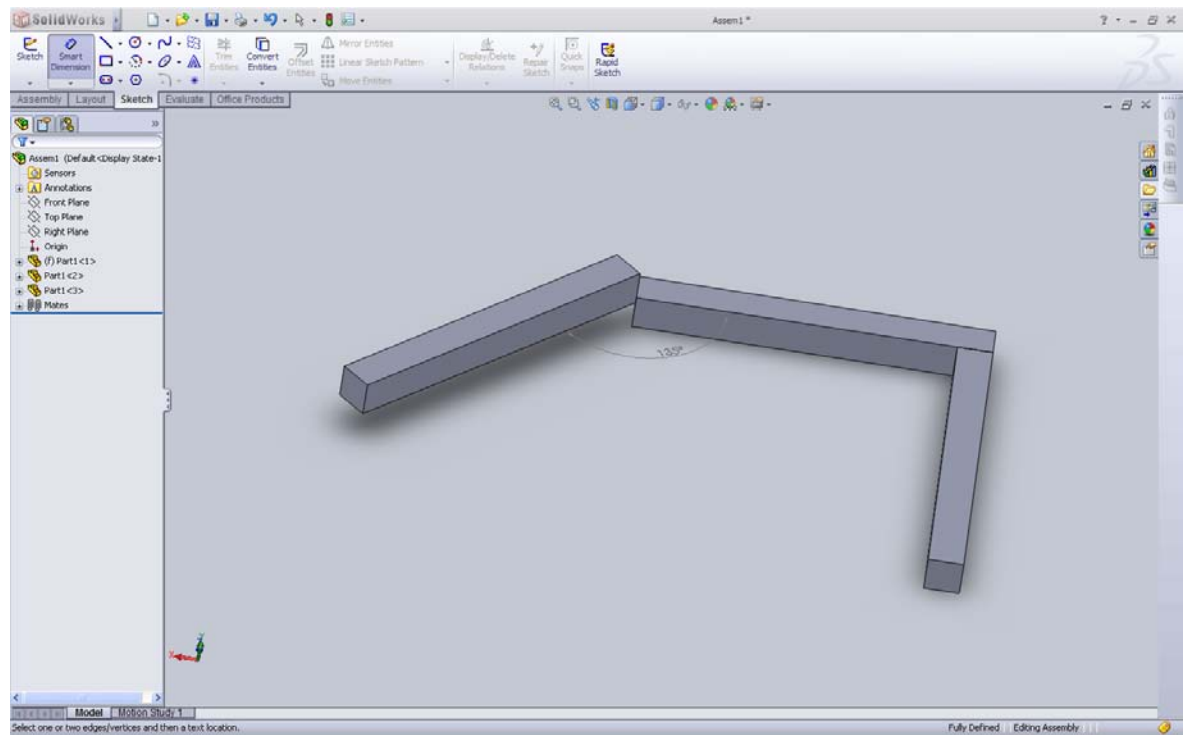 SolidWorks
Assem1 *
Sketch
Smart Dimension
Trim Entities
Convert Entities
Offset Entities
Mirror Entities
Linear Sketch Pattern
Move Entities
Display/Delete Relations
Repair Sketch
Quick Snaps
Rapid Sketch
Assembly Layout Sketch Evaluate Office Products
Assem1 (Default<Display State-1
Sensors
Annotations
Front Plane
Top Plane
Right Plane
Origin
(f) Part1<1>
Part1<2>
Part1<3>
Mates
135°
Model Motion Study 1
Select one or two edges/vertices and then a text location.
Fully Defined Editing Assembly